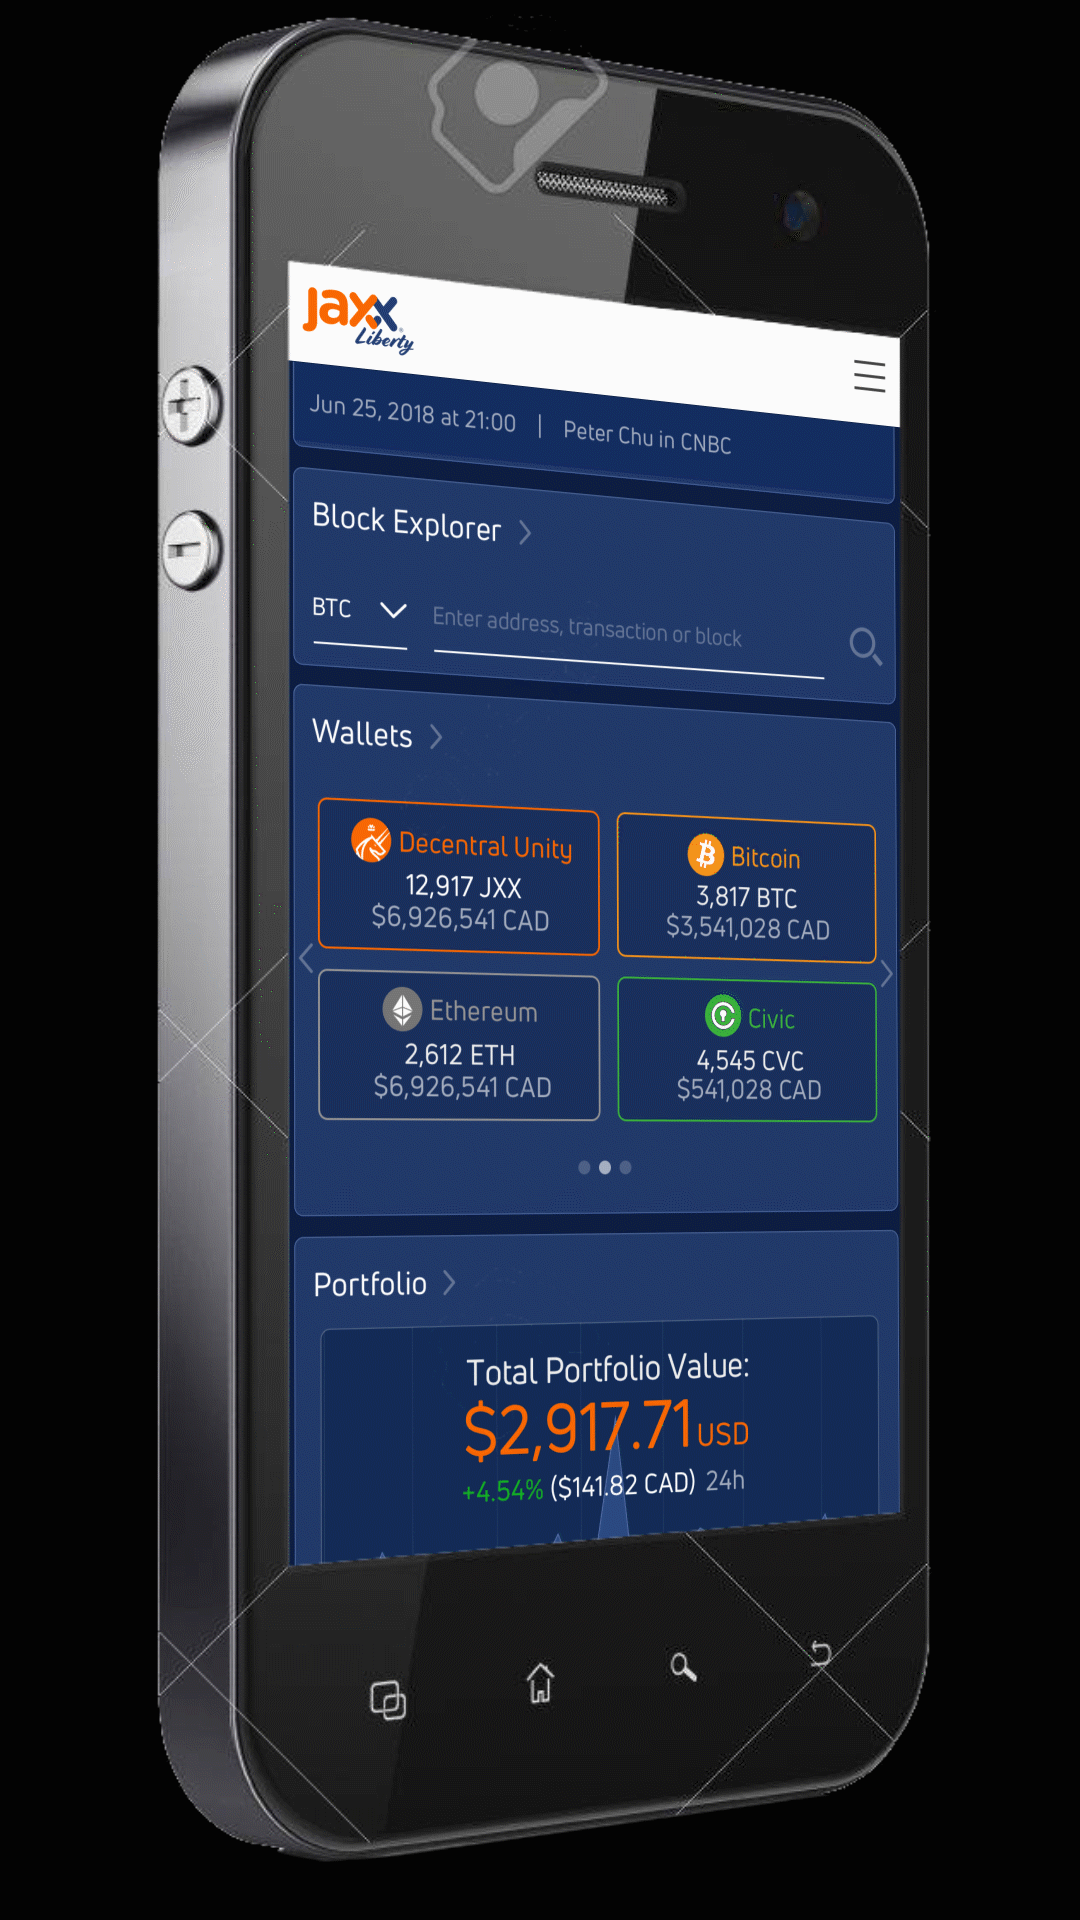 Jaxx
Liberty
Jun 25, 2018 at 21:00 | Peter Chu in CNBC
Block Explorer
BTC
Enter address, transaction or block
Wallets
Decentral Unity
12,917 JXX
$6,926,541 CAD
Bitcoin
3,817 BTC
$3,541,028 CAD
Ethereum
2,612 ETH
$6,926,541 CAD
Civic
4,545 CVC
$541,028 CAD
Portfolio
Total Portfolio Value:
$2,917.71 USD
+4.54% ($141.82 CAD) 24h